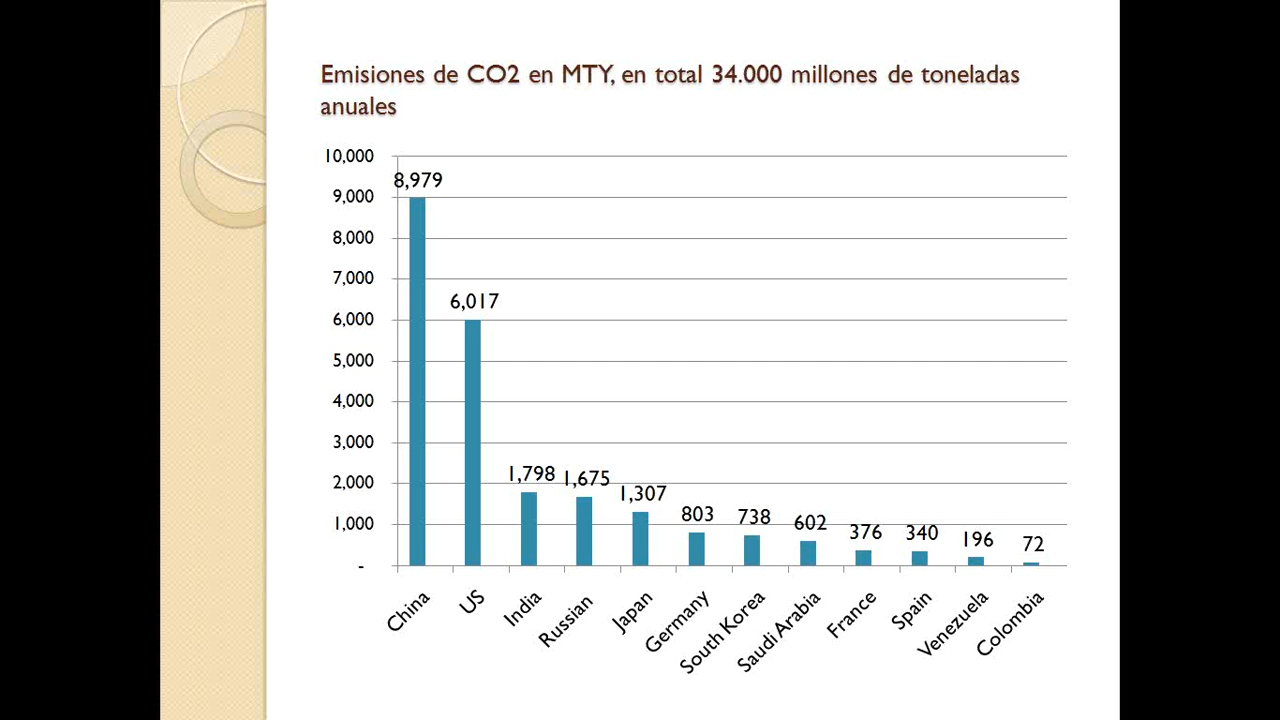 Emisiones de CO2 en MTY, en total 34.000 millones de toneladas
anuales
10,000
9,000
8,000
7,000
6,000
5,000
4,000
3,000
2,000
1,000
-
8,979
6,017
1,798
1,675
1,307
803
738
602
376
340
196
72
China
US
India
Russian
Japan
Germany
South Korea
Saudi Arabia
France
Spain
Venezuela
Colombia